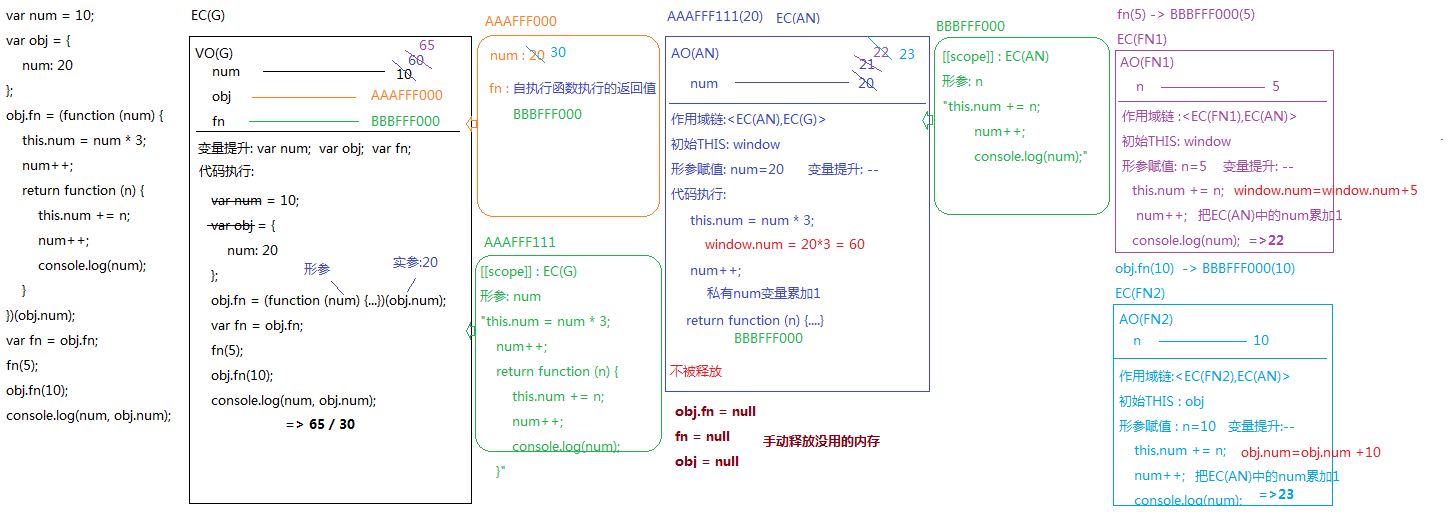 var num = 10;
var obj = {
num: 20
};
obj.fn = (function (num) {
this.num = num * 3;
num++;
return function (n) {
this.num += n;
num++;
console.log(num);
}
})(obj.num);
var fn = obj.fn;
fn(5);
obj.fn(10);
console.log(num, obj.num);
EC(G)
VO(G)
65
60
num 10
obj AAAFFF000
fn BBBFFF000
变量提升: var num; var obj; var fn;
代码执行:
var num = 10;
var obj = {
num: 20
};
形参 实参:20
obj.fn = (function (num) {...})(obj.num);
var fn = obj.fn;
fn(5);
obj.fn(10);
console.log(num, obj.num);
=> 65 / 30
AAAFFF000
num : 20 30
fn : 自执行函数执行的返回值
BBBFFF000
AAAFFF111
[[scope]] : EC(G)
形参: num
"this.num = num * 3;
num++;
return function (n) {
this.num += n;
num++;
console.log(num);
}"
AAAFFF111(20) EC(AN)
AO(AN)
22 23
21
num 20
作用域链:<EC(AN),EC(G)>
初始THIS: window
形参赋值: num=20 变量提升: --
代码执行:
this.num = num * 3;
window.num = 20*3 = 60
num++;
私有num变量累加1
return function (n) {....}
BBBFFF000
不被释放
obj.fn = null
fn = null 手动释放没用的内存
obj = null
BBBFFF000
[[scope]] : EC(AN)
形参: n
"this.num += n;
num++;
console.log(num);"
fn(5) -> BBBFFF000(5)
EC(FN1)
AO(FN1)
n 5
作用域链 :<EC(FN1),EC(AN)>
初始THIS: window
形参赋值: n=5 变量提升: --
this.num += n; window.num=window.num+5
num++; 把EC(AN)中的num累加1
console.log(num); =>22
obj.fn(10) -> BBBFFF000(10)
EC(FN2)
AO(FN2)
n 10
作用域链:<EC(FN2),EC(AN)>
初始THIS : obj
形参赋值 : n=10 变量提升:--
this.num += n; obj.num=obj.num +10
num++; 把EC(AN)中的num累加1
console.log(num); =>23